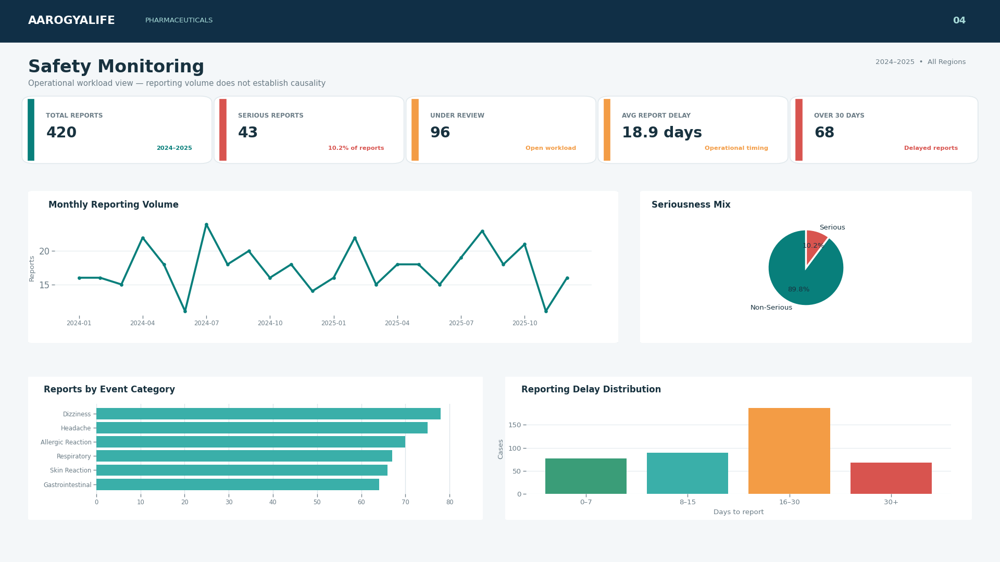 AAROGYALIFE PHARMACEUTICALS 04
Safety Monitoring
2024–2025 • All Regions
Operational workload view — reporting volume does not establish causality
TOTAL REPORTS
420
2024–2025
SERIOUS REPORTS
43
10.2% of reports
UNDER REVIEW
96
Open workload
AVG REPORT DELAY
18.9 days
Operational timing
OVER 30 DAYS
68
Delayed reports
Monthly Reporting Volume
Reports
20
15
2024-01 2024-04 2024-07 2024-10 2025-01 2025-04 2025-07 2025-10
Seriousness Mix
Serious
10.2%
89.8%
Non-Serious
Reports by Event Category
Dizziness
Headache
Allergic Reaction
Respiratory
Skin Reaction
Gastrointestinal
0 10 20 30 40 50 60 70 80
Reporting Delay Distribution
Cases
150
100
50
0
0–7 8–15 16–30 30+
Days to report